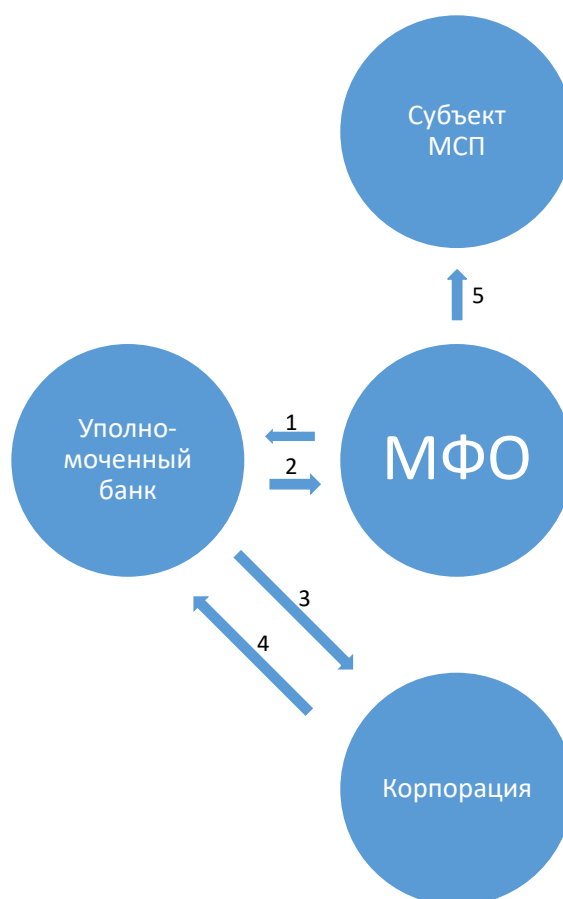 Субъект
МСП
5
Уполно-
моченный
банк
1
2
МФО
3
4
Корпорация